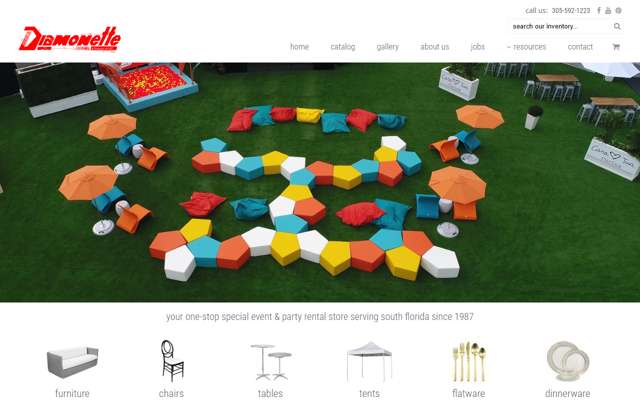 call us: 305-592-1223
search our inventory...
Diamonette
home catalog gallery about us jobs – resources contact
your one-stop special event & party rental store serving south florida since 1987
furniture chairs tables tents flatware dinnerware